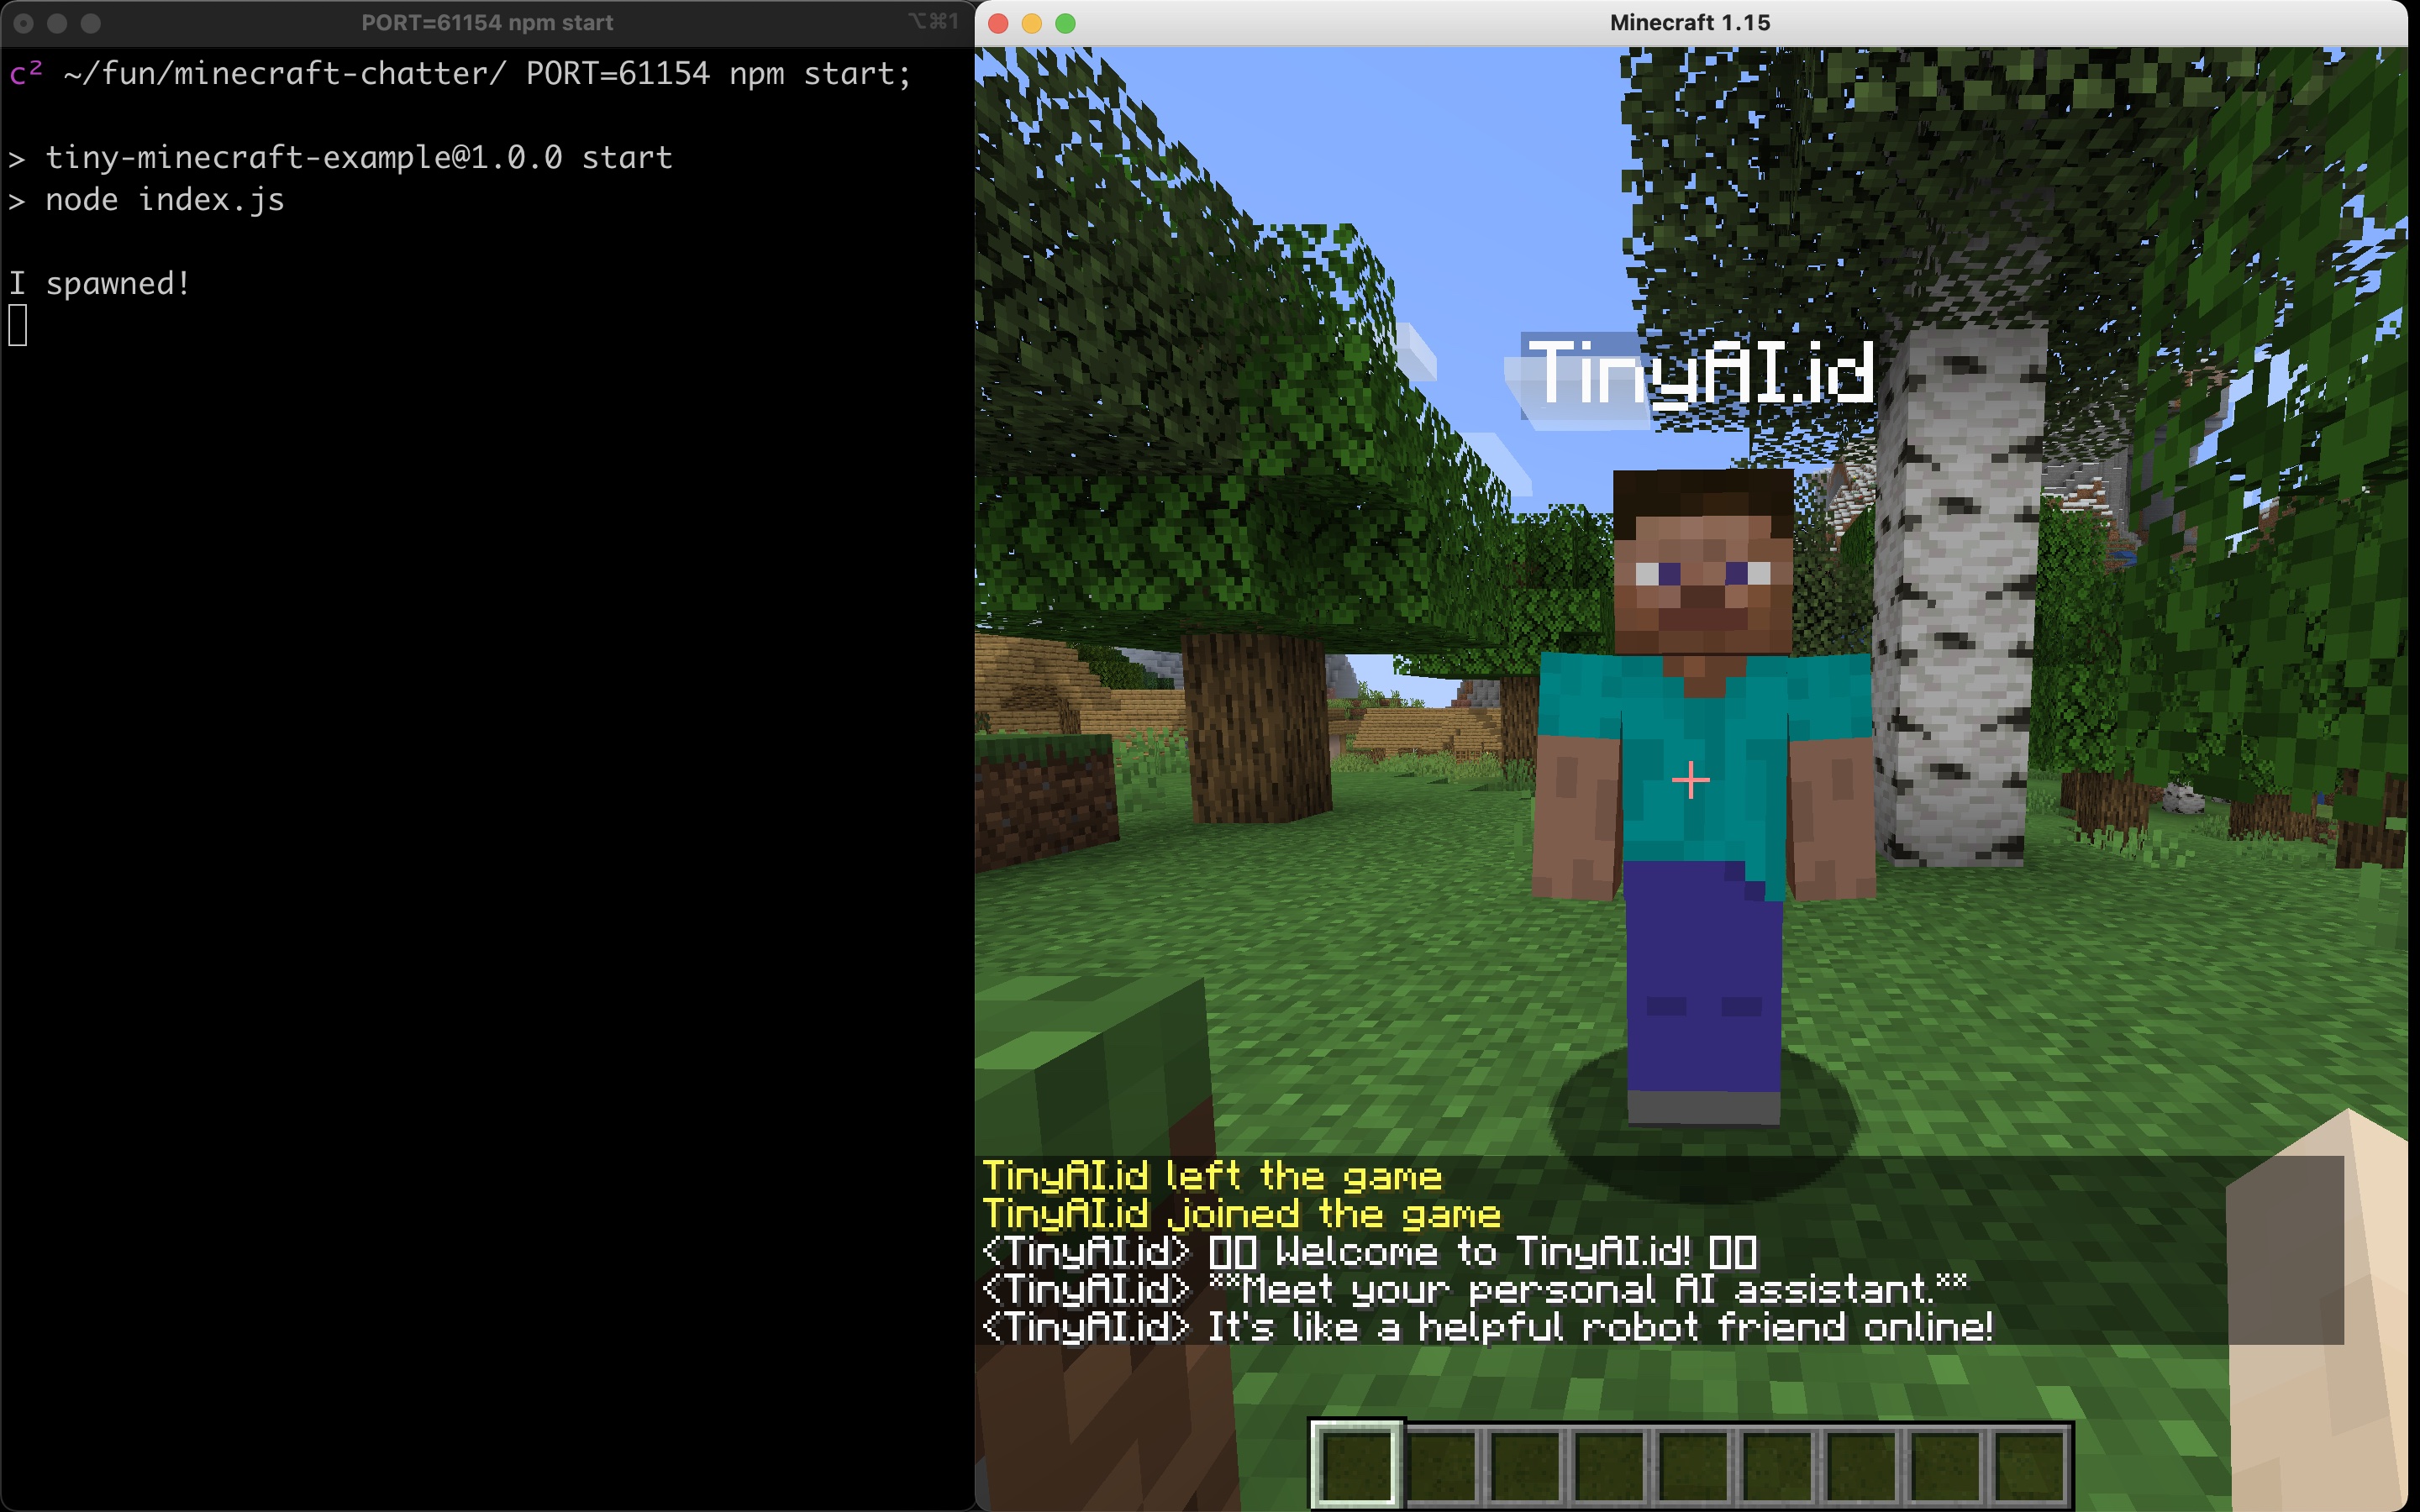 PORT=61154 npm start
⌥⌘1
c² ~/fun/minecraft-chatter/ PORT=61154 npm start;
> tiny-minecraft-example@1.0.0 start
> node index.js
I spawned!
Minecraft 1.15
TinyAI.id
TinyAI.id left the game
TinyAI.id joined the game
<TinyAI.id> ▯▯ Welcome to TinyAI.id! ▯▯
<TinyAI.id> **Meet your personal AI assistant.**
<TinyAI.id> It's like a helpful robot friend online!